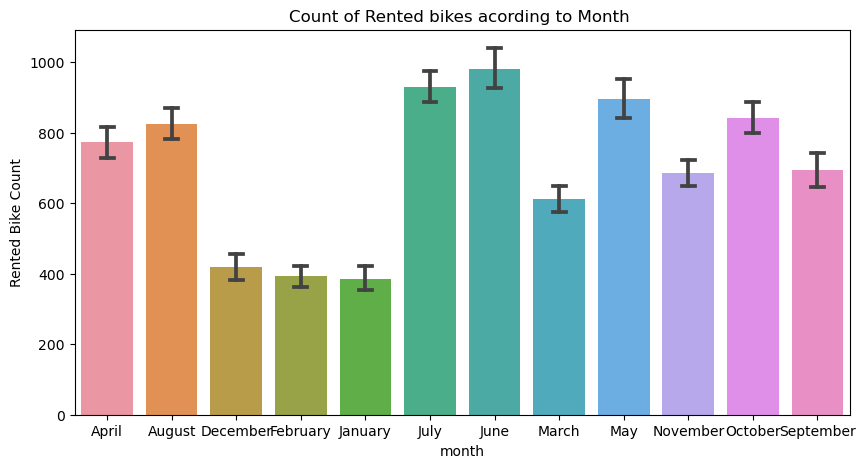 Count of Rented bikes acording to Month
Rented Bike Count
1000
800
600
400
200
0
April August December February January July June March May November October September
month